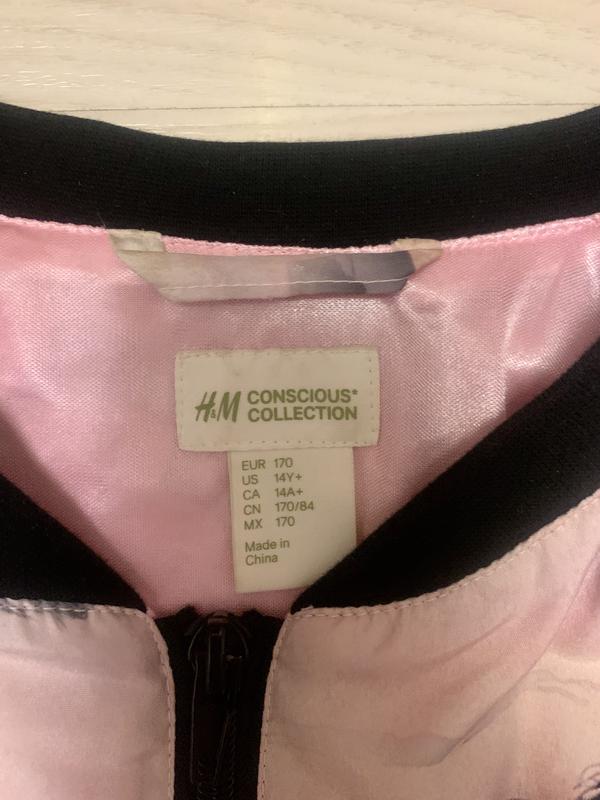 H&M CONSCIOUS*
COLLECTION
EUR 170
US 14Y+
CA 14A+
CN 170/84
MX 170
Made in
China